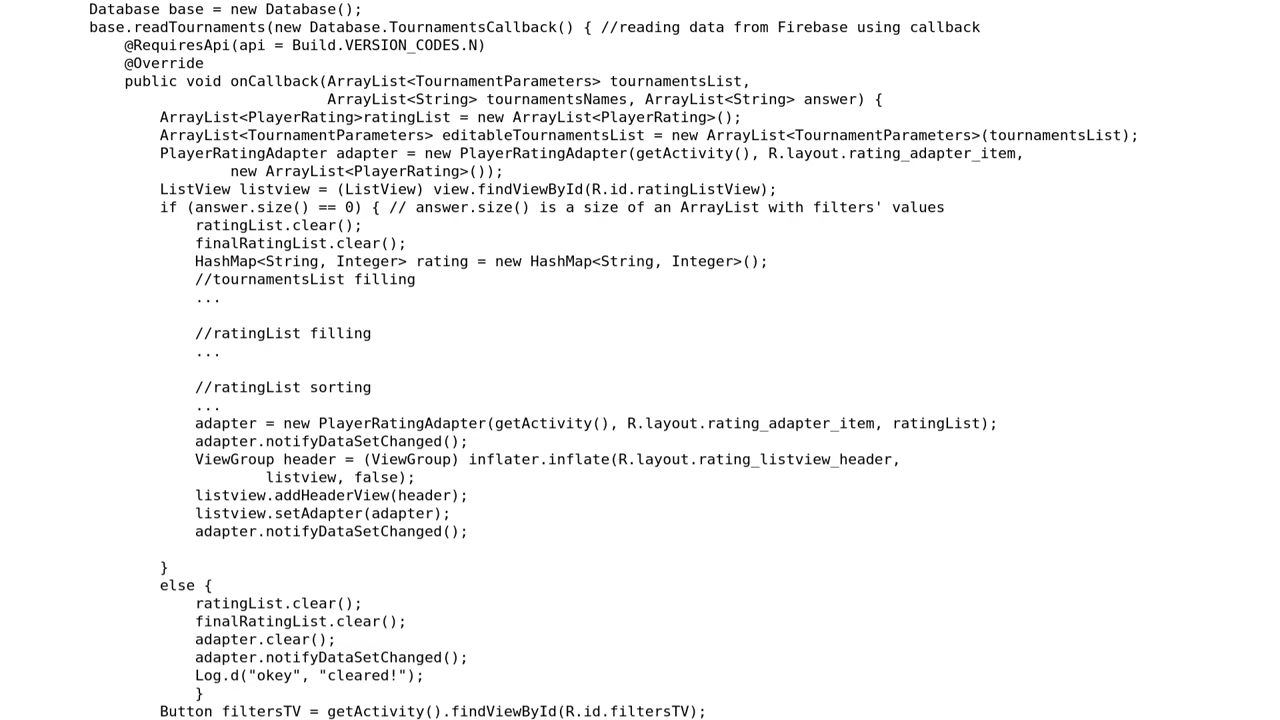 Database base = new Database();
base.readTournaments(new Database.TournamentsCallback() { //reading data from Firebase using callback
    @RequiresApi(api = Build.VERSION_CODES.N)
    @Override
    public void onCallback(ArrayList<TournamentParameters> tournamentsList,
                           ArrayList<String> tournamentsNames, ArrayList<String> answer) {
        ArrayList<PlayerRating>ratingList = new ArrayList<PlayerRating>();
        ArrayList<TournamentParameters> editableTournamentsList = new ArrayList<TournamentParameters>(tournamentsList);
        PlayerRatingAdapter adapter = new PlayerRatingAdapter(getActivity(), R.layout.rating_adapter_item,
                new ArrayList<PlayerRating>());
        ListView listview = (ListView) view.findViewById(R.id.ratingListView);
        if (answer.size() == 0) { // answer.size() is a size of an ArrayList with filters' values
            ratingList.clear();
            finalRatingList.clear();
            HashMap<String, Integer> rating = new HashMap<String, Integer>();
            //tournamentsList filling
            ...
            //ratingList filling
            ...
            //ratingList sorting
            ...
            adapter = new PlayerRatingAdapter(getActivity(), R.layout.rating_adapter_item, ratingList);
            adapter.notifyDataSetChanged();
            ViewGroup header = (ViewGroup) inflater.inflate(R.layout.rating_listview_header,
                    listview, false);
            listview.addHeaderView(header);
            listview.setAdapter(adapter);
            adapter.notifyDataSetChanged();
        }
        else {
            ratingList.clear();
            finalRatingList.clear();
            adapter.clear();
            adapter.notifyDataSetChanged();
            Log.d("okey", "cleared!");
            }
        Button filtersTV = getActivity().findViewById(R.id.filtersTV);